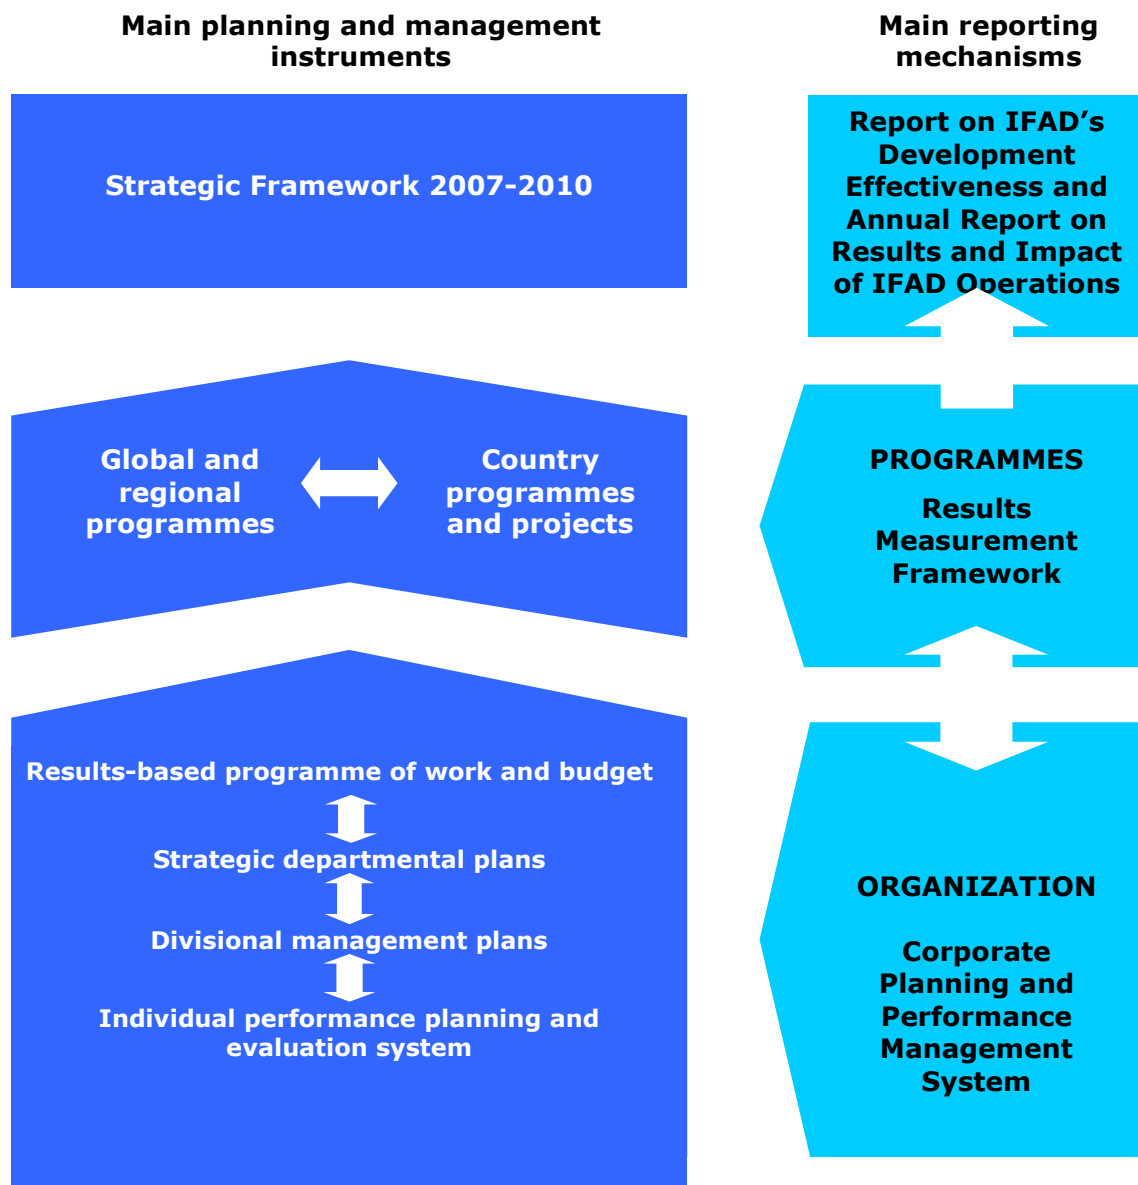 Main planning and management
instruments
Main reporting
mechanisms
Strategic Framework 2007-2010
Report on IFAD’s
Development
Effectiveness and
Annual Report on
Results and Impact
of IFAD Operations
Global and
regional
programmes
Country
programmes
and projects
PROGRAMMES
Results
Measurement
Framework
Results-based programme of work and budget
Strategic departmental plans
Divisional management plans
Individual performance planning and
evaluation system
ORGANIZATION
Corporate
Planning and
Performance
Management
System